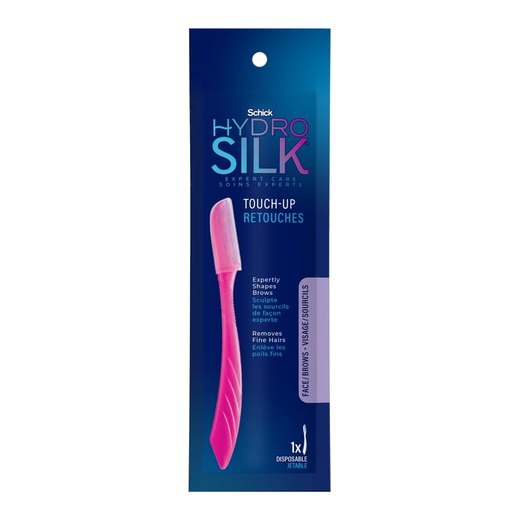 Schick
HYDRO
SILK
EXPERT CARE
SOINS EXPERTS
TOUCH-UP
RETOUCHES
Expertly
Shapes
Brows
Sculpte
les sourcils
de façon
experte
Removes
Fine Hairs
Enlève les
poils fins
FACE/BROWS • VISAGE/SOURCILS
1x
DISPOSABLE
JETABLE